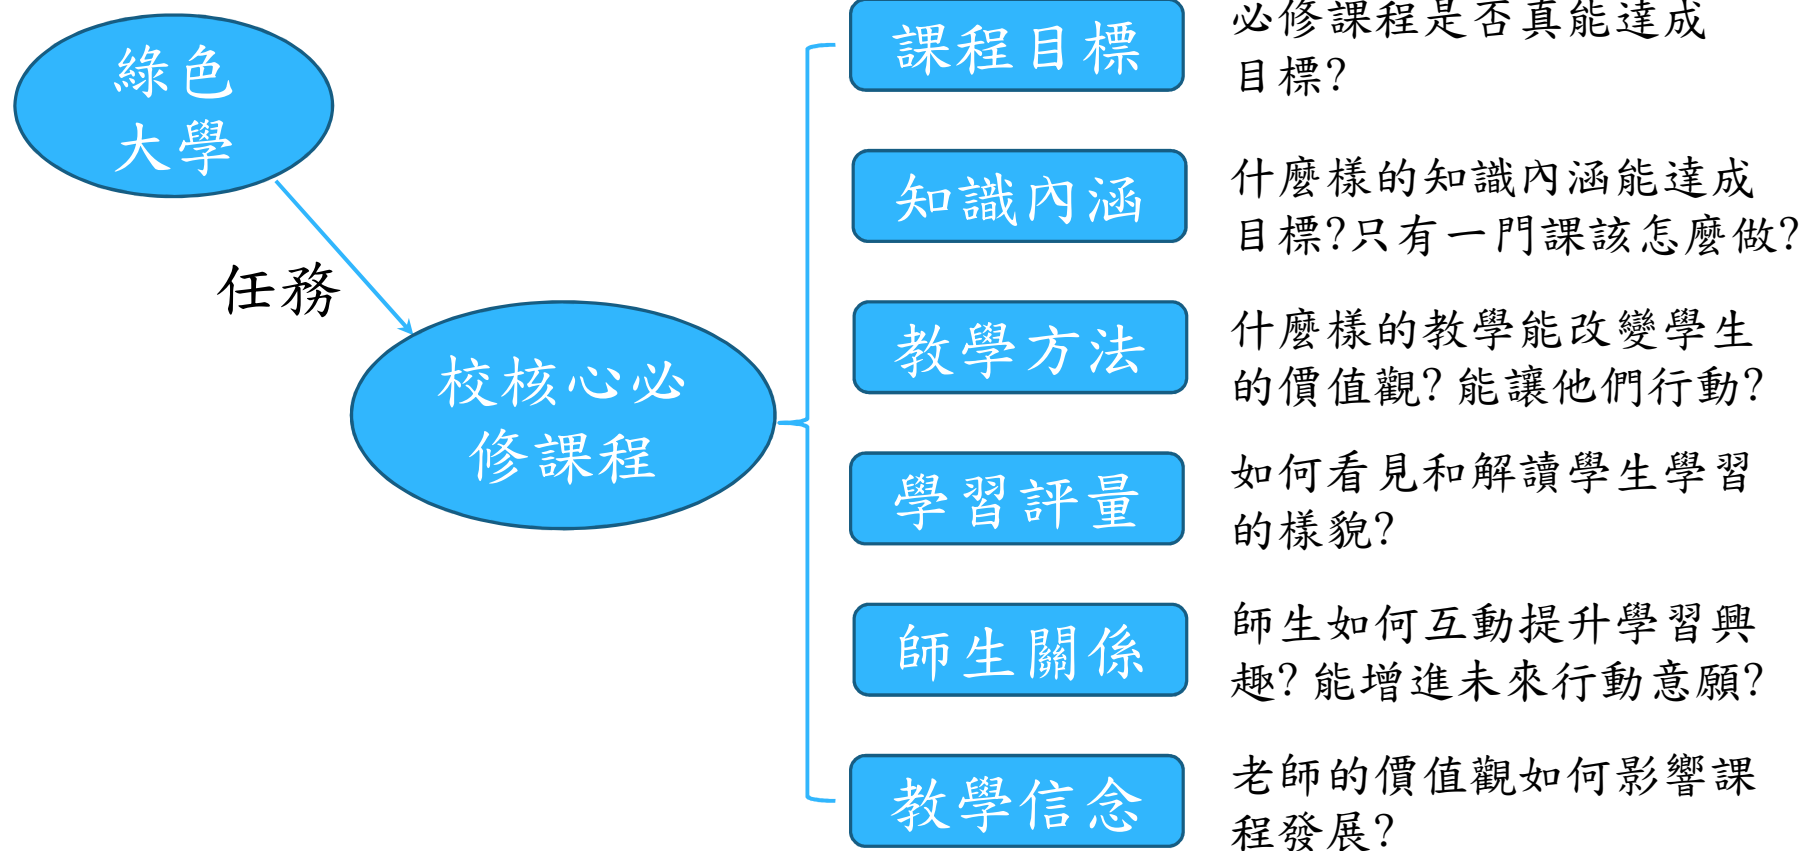 綠色
大學
任務
校核心必
修課程
課程目標
必修課程是否真能達成
目標?
知識內涵
什麼樣的知識內涵能達成
目標?只有一門課該怎麼做?
教學方法
什麼樣的教學能改變學生
的價值觀? 能讓他們行動?
學習評量
如何看見和解讀學生學習
的樣貌?
師生關係
師生如何互動提升學習興
趣? 能增進未來行動意願?
教學信念
老師的價值觀如何影響課
程發展?